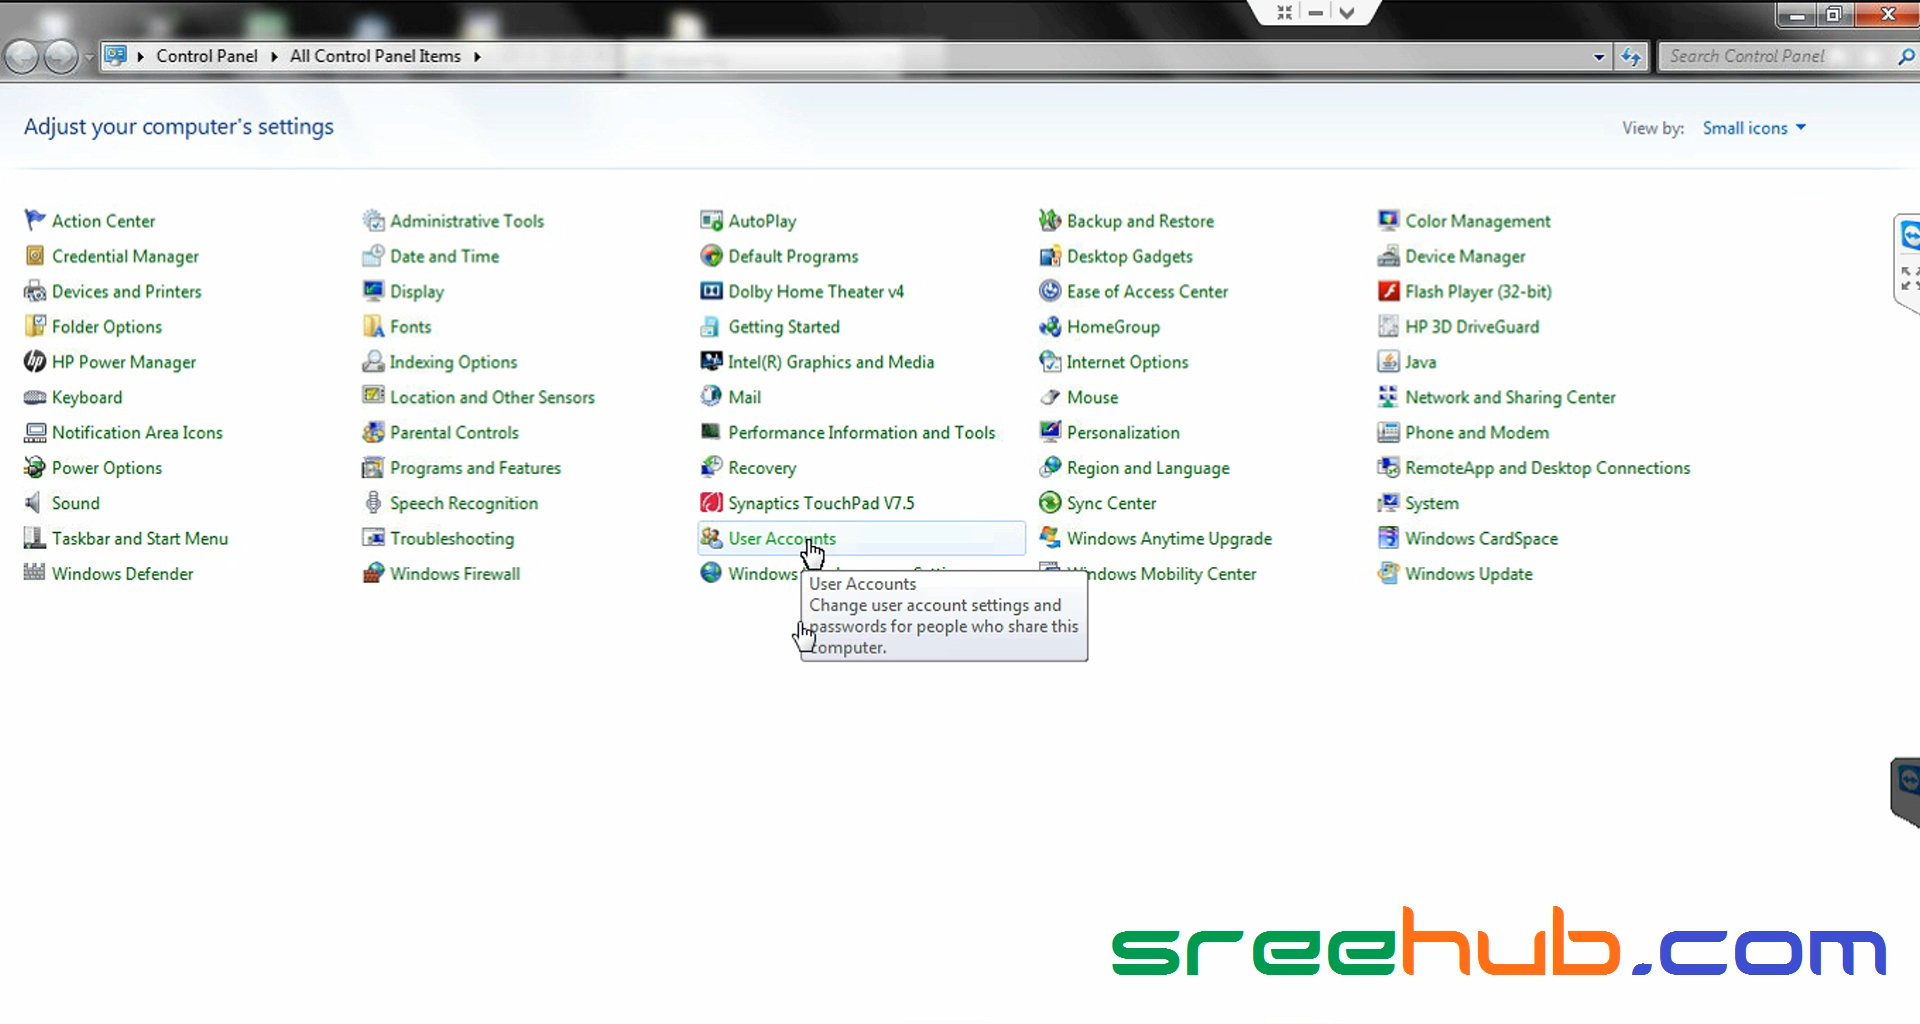 Control Panel
All Control Panel Items
Search Control Panel
Adjust your computer's settings
View by:
Small icons
Action Center
Administrative Tools
AutoPlay
Backup and Restore
Color Management
Credential Manager
Date and Time
Default Programs
Desktop Gadgets
Device Manager
Devices and Printers
Display
Dolby Home Theater v4
Ease of Access Center
Flash Player (32-bit)
Folder Options
Fonts
Getting Started
HomeGroup
HP 3D DriveGuard
HP Power Manager
Indexing Options
Intel(R) Graphics and Media
Internet Options
Java
Keyboard
Location and Other Sensors
Mail
Mouse
Network and Sharing Center
Notification Area Icons
Parental Controls
Performance Information and Tools
Personalization
Phone and Modem
Power Options
Programs and Features
Recovery
Region and Language
RemoteApp and Desktop Connections
Sound
Speech Recognition
Synaptics TouchPad V7.5
Sync Center
System
Taskbar and Start Menu
Troubleshooting
User Accounts
Windows Anytime Upgrade
Windows CardSpace
Windows Defender
Windows Firewall
Windows
Windows Mobility Center
Windows Update
User Accounts
Change user account settings and
passwords for people who share this
computer.
sreehub.com